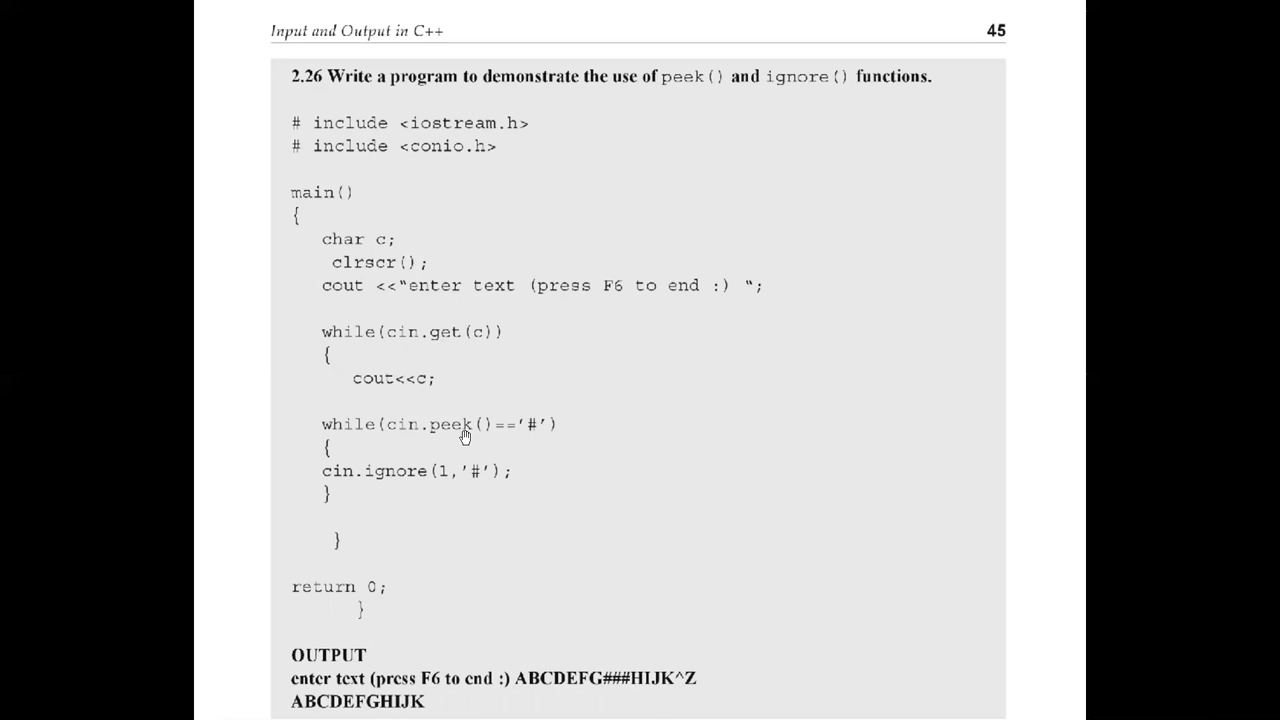 Input and Output in C++ 45
2.26 Write a program to demonstrate the use of peek() and ignore() functions.
# include <iostream.h>
# include <conio.h>
main()
{
char c;
clrscr();
cout <<“enter text (press F6 to end :) “;
while(cin.get(c))
{
cout<<c;
while(cin.peek()==’#’)
{
cin.ignore(1,’#’);
}
}
return 0;
}
OUTPUT
enter text (press F6 to end :) ABCDEFG###HIJK^Z
ABCDEFGHIJK